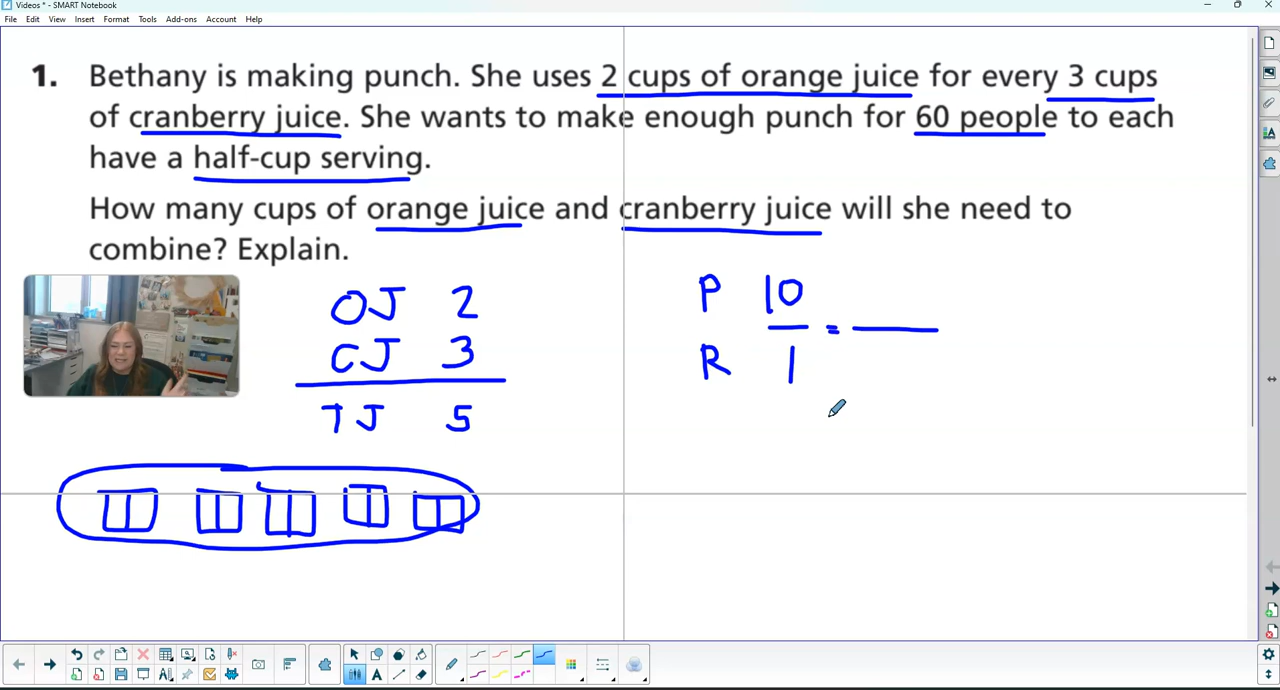 Videos * - SMART Notebook
File Edit View Insert Format Tools Add-ons Account Help
1. Bethany is making punch. She uses 2 cups of orange juice for every 3 cups
of cranberry juice. She wants to make enough punch for 60 people to each
have a half-cup serving.
How many cups of orange juice and cranberry juice will she need to
combine? Explain.
OJ 2
CJ 3
TJ 5
P 10
=
R 1